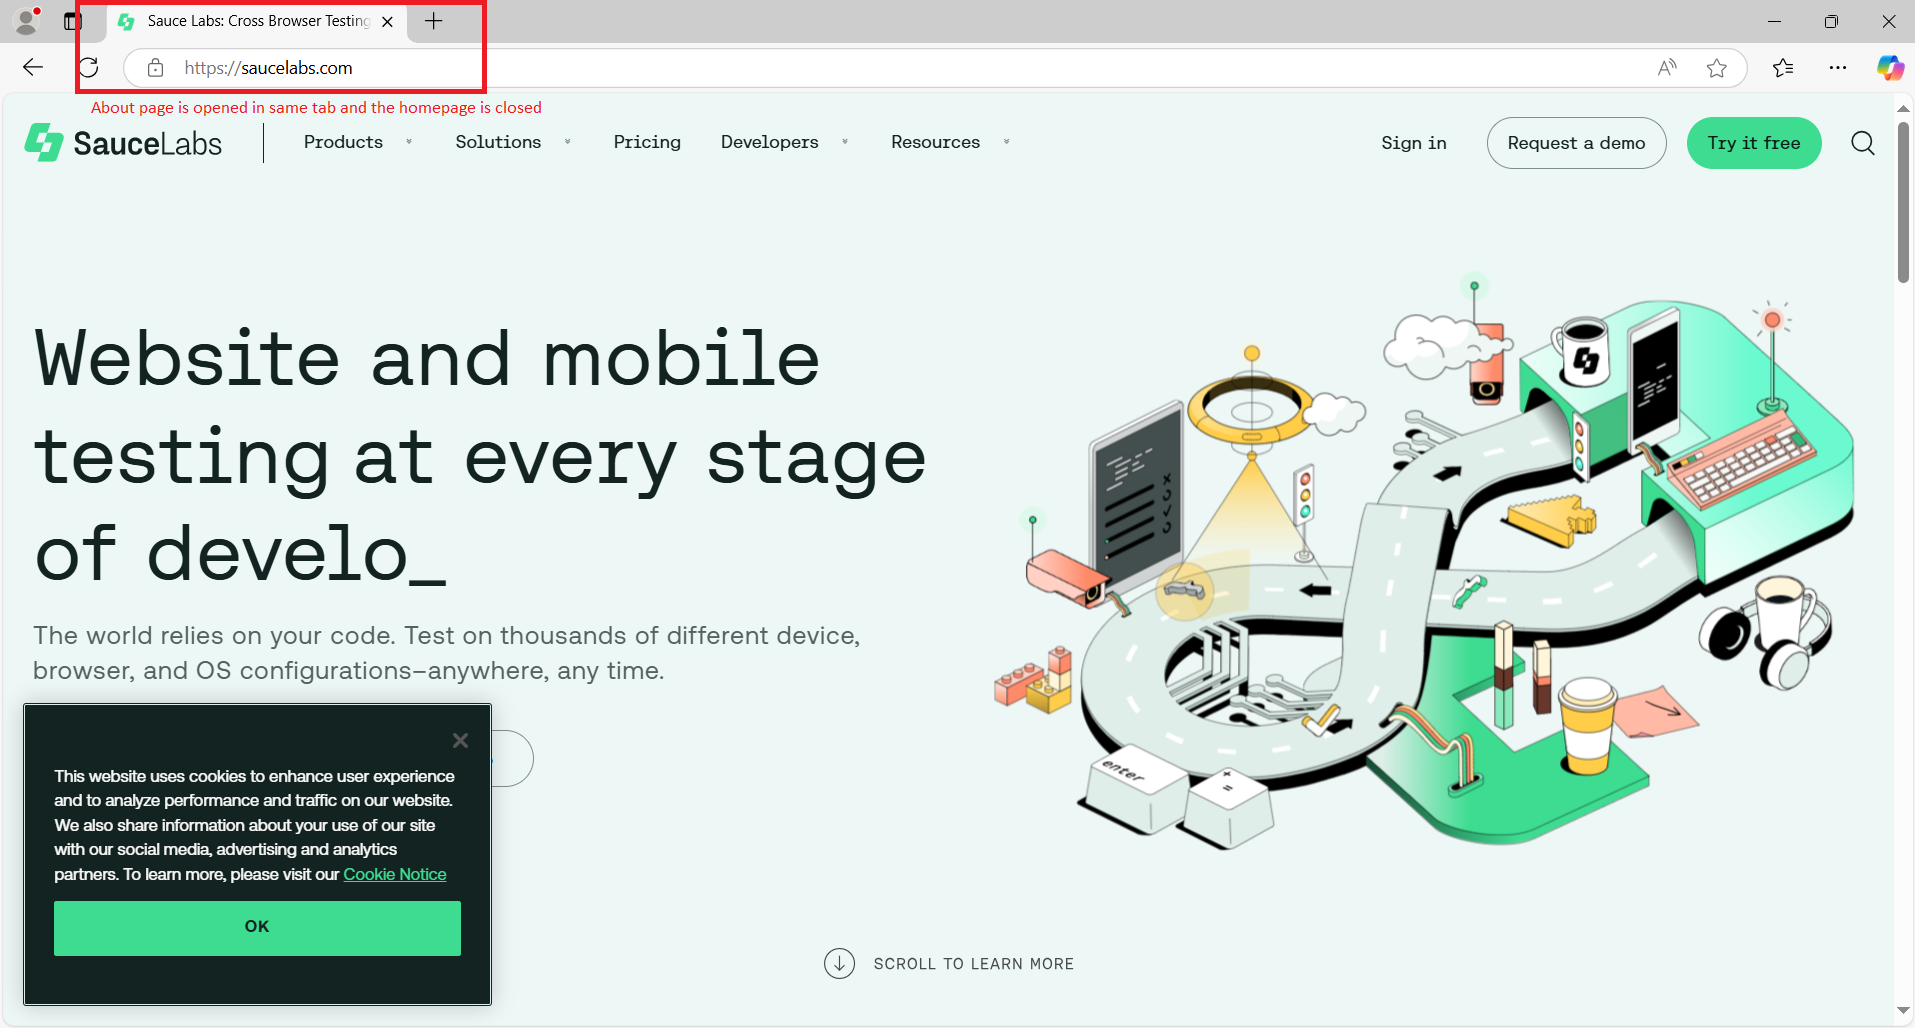 Sauce Labs: Cross Browser Testing
https://saucelabs.com
About page is opened in same tab and the homepage is closed
SauceLabs
Products
Solutions
Pricing
Developers
Resources
Sign in
Request a demo
Try it free
Website and mobile
testing at every stage
of develo_
The world relies on your code. Test on thousands of different device,
browser, and OS configurations–anywhere, any time.
This website uses cookies to enhance user experience
and to analyze performance and traffic on our website.
We also share information about your use of our site
with our social media, advertising and analytics
partners. To learn more, please visit our Cookie Notice
OK
enter
+
=
SCROLL TO LEARN MORE